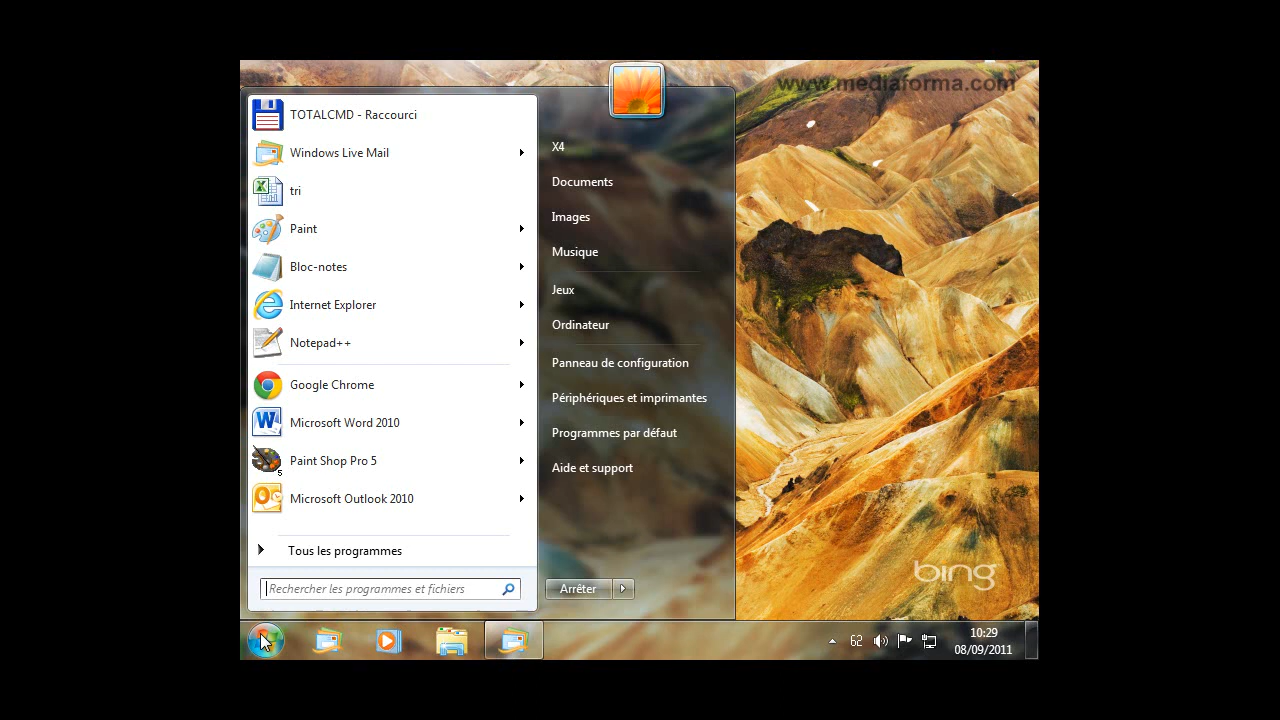 www.mediaforma.com
TOTALCMD - Raccourci
Windows Live Mail
tri
Paint
Bloc-notes
Internet Explorer
Notepad++
Google Chrome
Microsoft Word 2010
Paint Shop Pro 5
Microsoft Outlook 2010
Tous les programmes
Rechercher les programmes et fichiers
X4
Documents
Images
Musique
Jeux
Ordinateur
Panneau de configuration
Périphériques et imprimantes
Programmes par défaut
Aide et support
Arrêter
bing
62
10:29
08/09/2011